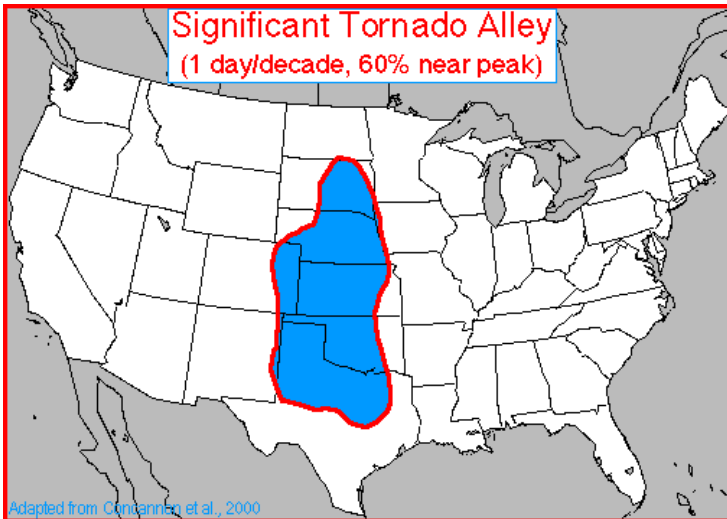 Significant Tornado Alley
(1 day/decade, 60% near peak)
Adapted from Concannon et al., 2000